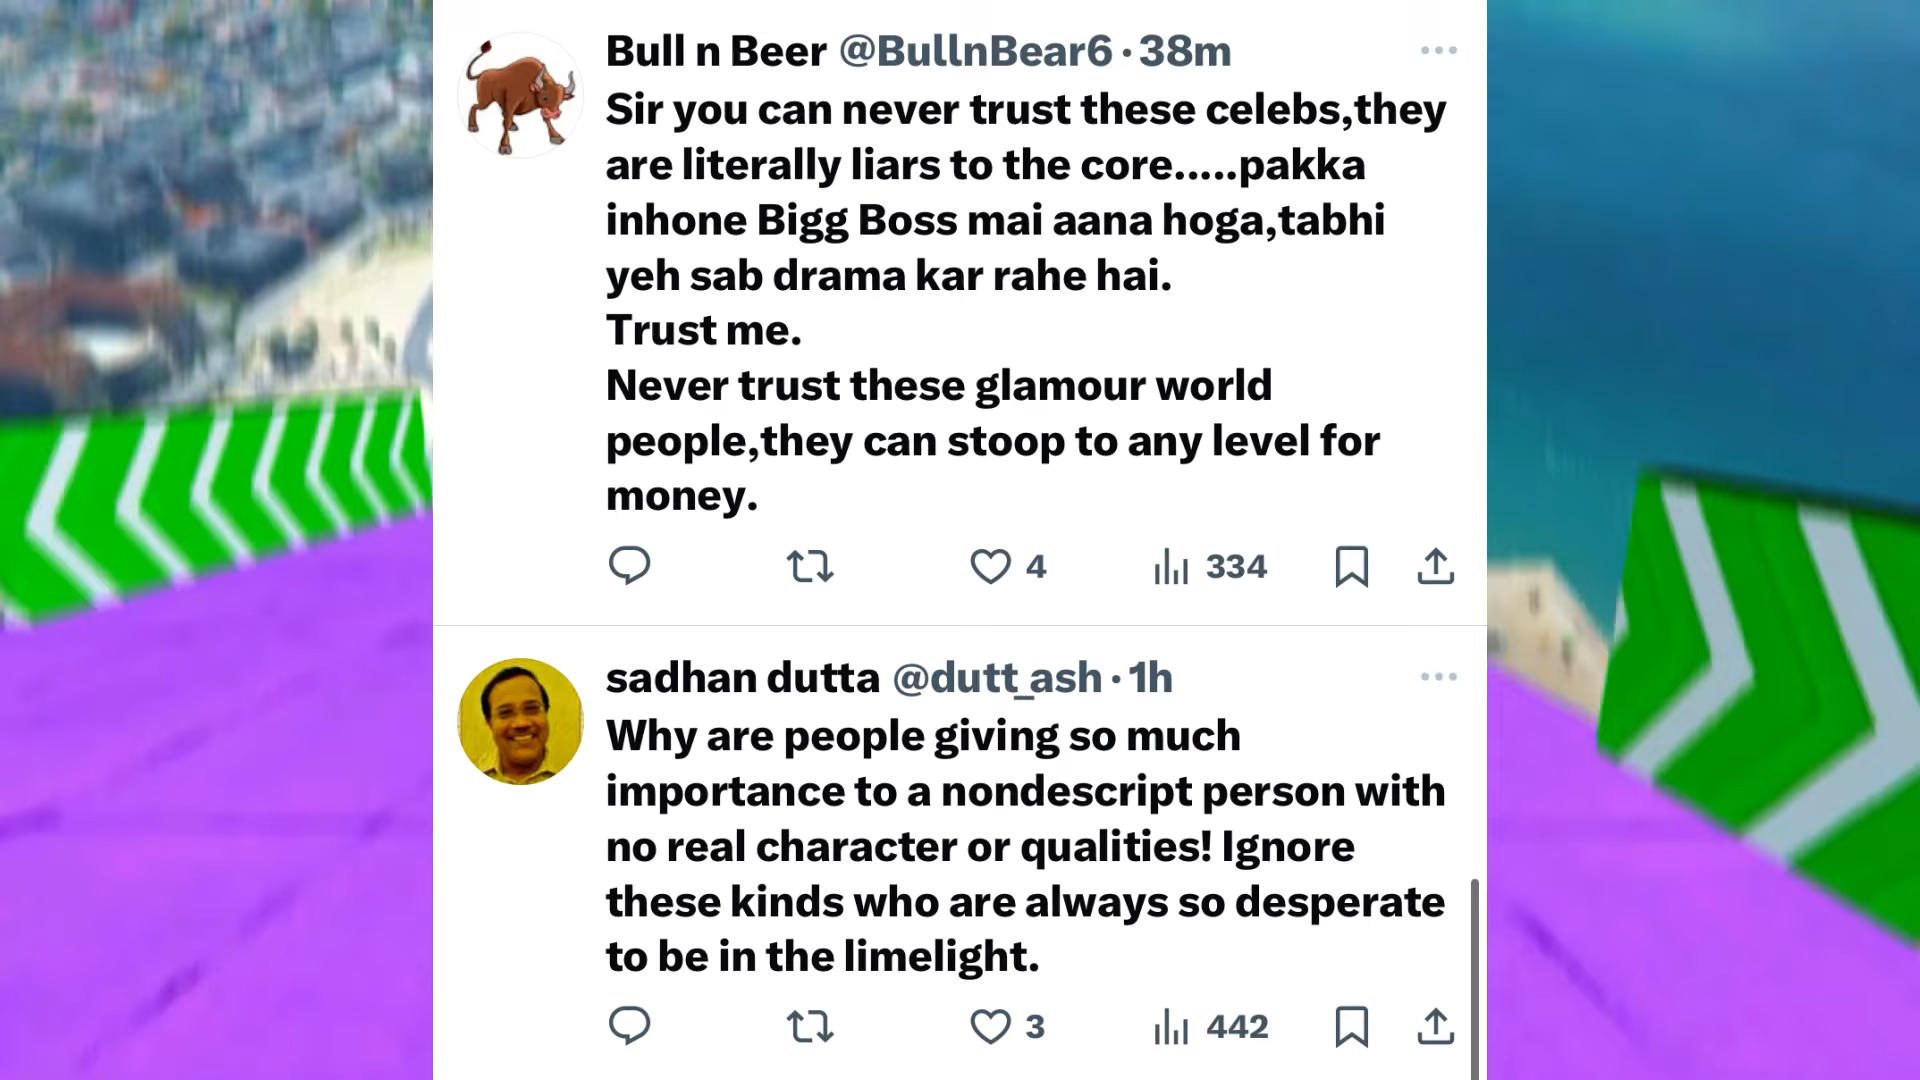 Bull n Beer @BullnBear6 · 38m
Sir you can never trust these celebs,they
are literally liars to the core.....pakka
inhone Bigg Boss mai aana hoga,tabhi
yeh sab drama kar rahe hai.
Trust me.
Never trust these glamour world
people,they can stoop to any level for
money.
4 334
sadhan dutta @dutt_ash · 1h
Why are people giving so much
importance to a nondescript person with
no real character or qualities! Ignore
these kinds who are always so desperate
to be in the limelight.
3 442